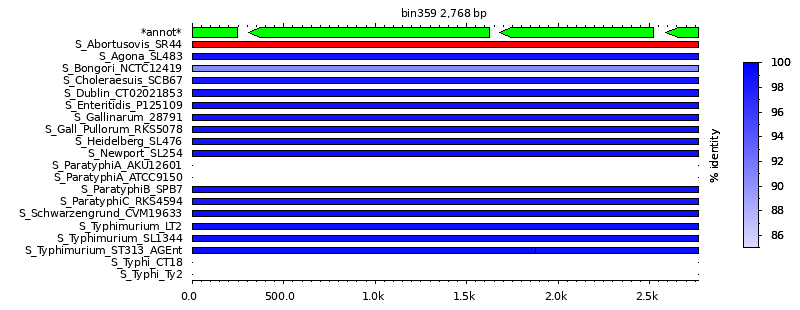 bin359 2,768 bp
*annot*
S_Abortusovis_SR44
S_Agona_SL483
S_Bongori_NCTC12419
S_Choleraesuis_SCB67
S_Dublin_CT02021853
S_Enteritidis_P125109
S_Gallinarum_28791
S_Gall_Pullorum_RKS5078
S_Heidelberg_SL476
S_Newport_SL254
S_ParatyphiA_AKU12601
S_ParatyphiA_ATCC9150
S_ParatyphiB_SPB7
S_ParatyphiC_RKS4594
S_Schwarzengrund_CVM19633
S_Typhimurium_LT2
S_Typhimurium_SL1344
S_Typhimurium_ST313_AGEnt
S_Typhi_CT18
S_Typhi_Ty2
0.0 500.0 1.0k 1.5k 2.0k 2.5k
% identity
100
98
96
94
92
90
88
86